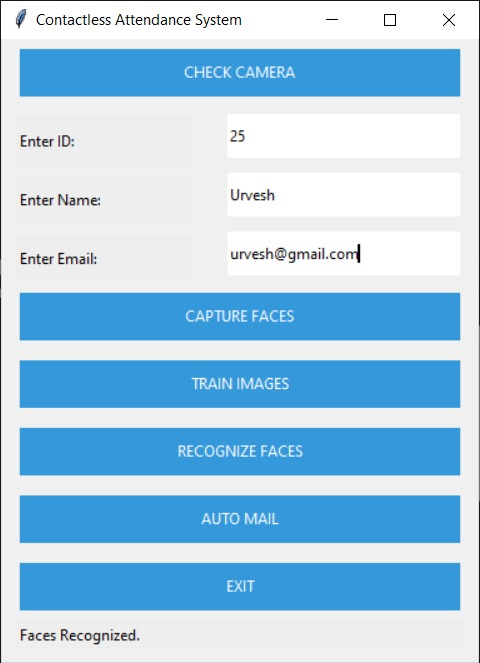 Contactless Attendance System
CHECK CAMERA
Enter ID: 25
Enter Name: Urvesh
Enter Email: urvesh@gmail.com
CAPTURE FACES
TRAIN IMAGES
RECOGNIZE FACES
AUTO MAIL
EXIT
Faces Recognized.